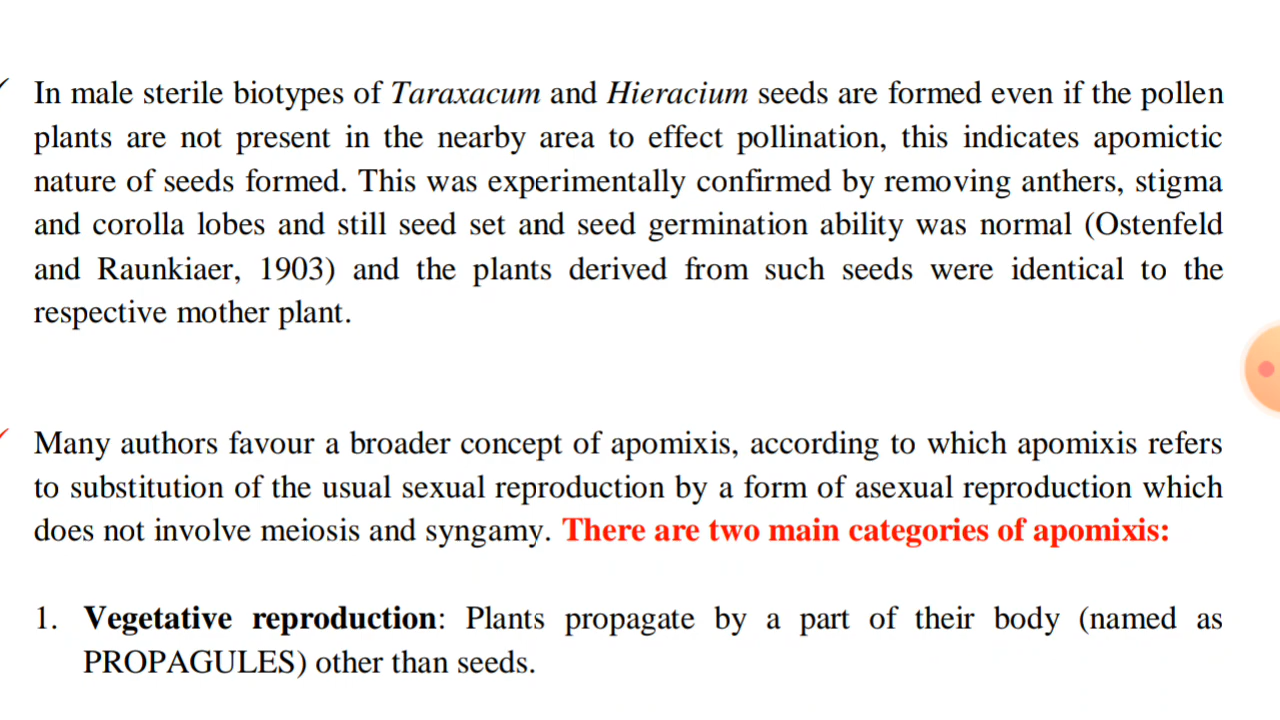 In male sterile biotypes of Taraxacum and Hieracium seeds are formed even if the pollen
plants are not present in the nearby area to effect pollination, this indicates apomictic
nature of seeds formed. This was experimentally confirmed by removing anthers, stigma
and corolla lobes and still seed set and seed germination ability was normal (Ostenfeld
and Raunkiaer, 1903) and the plants derived from such seeds were identical to the
respective mother plant.
Many authors favour a broader concept of apomixis, according to which apomixis refers
to substitution of the usual sexual reproduction by a form of asexual reproduction which
does not involve meiosis and syngamy. There are two main categories of apomixis:
1. Vegetative reproduction: Plants propagate by a part of their body (named as
PROPAGULES) other than seeds.